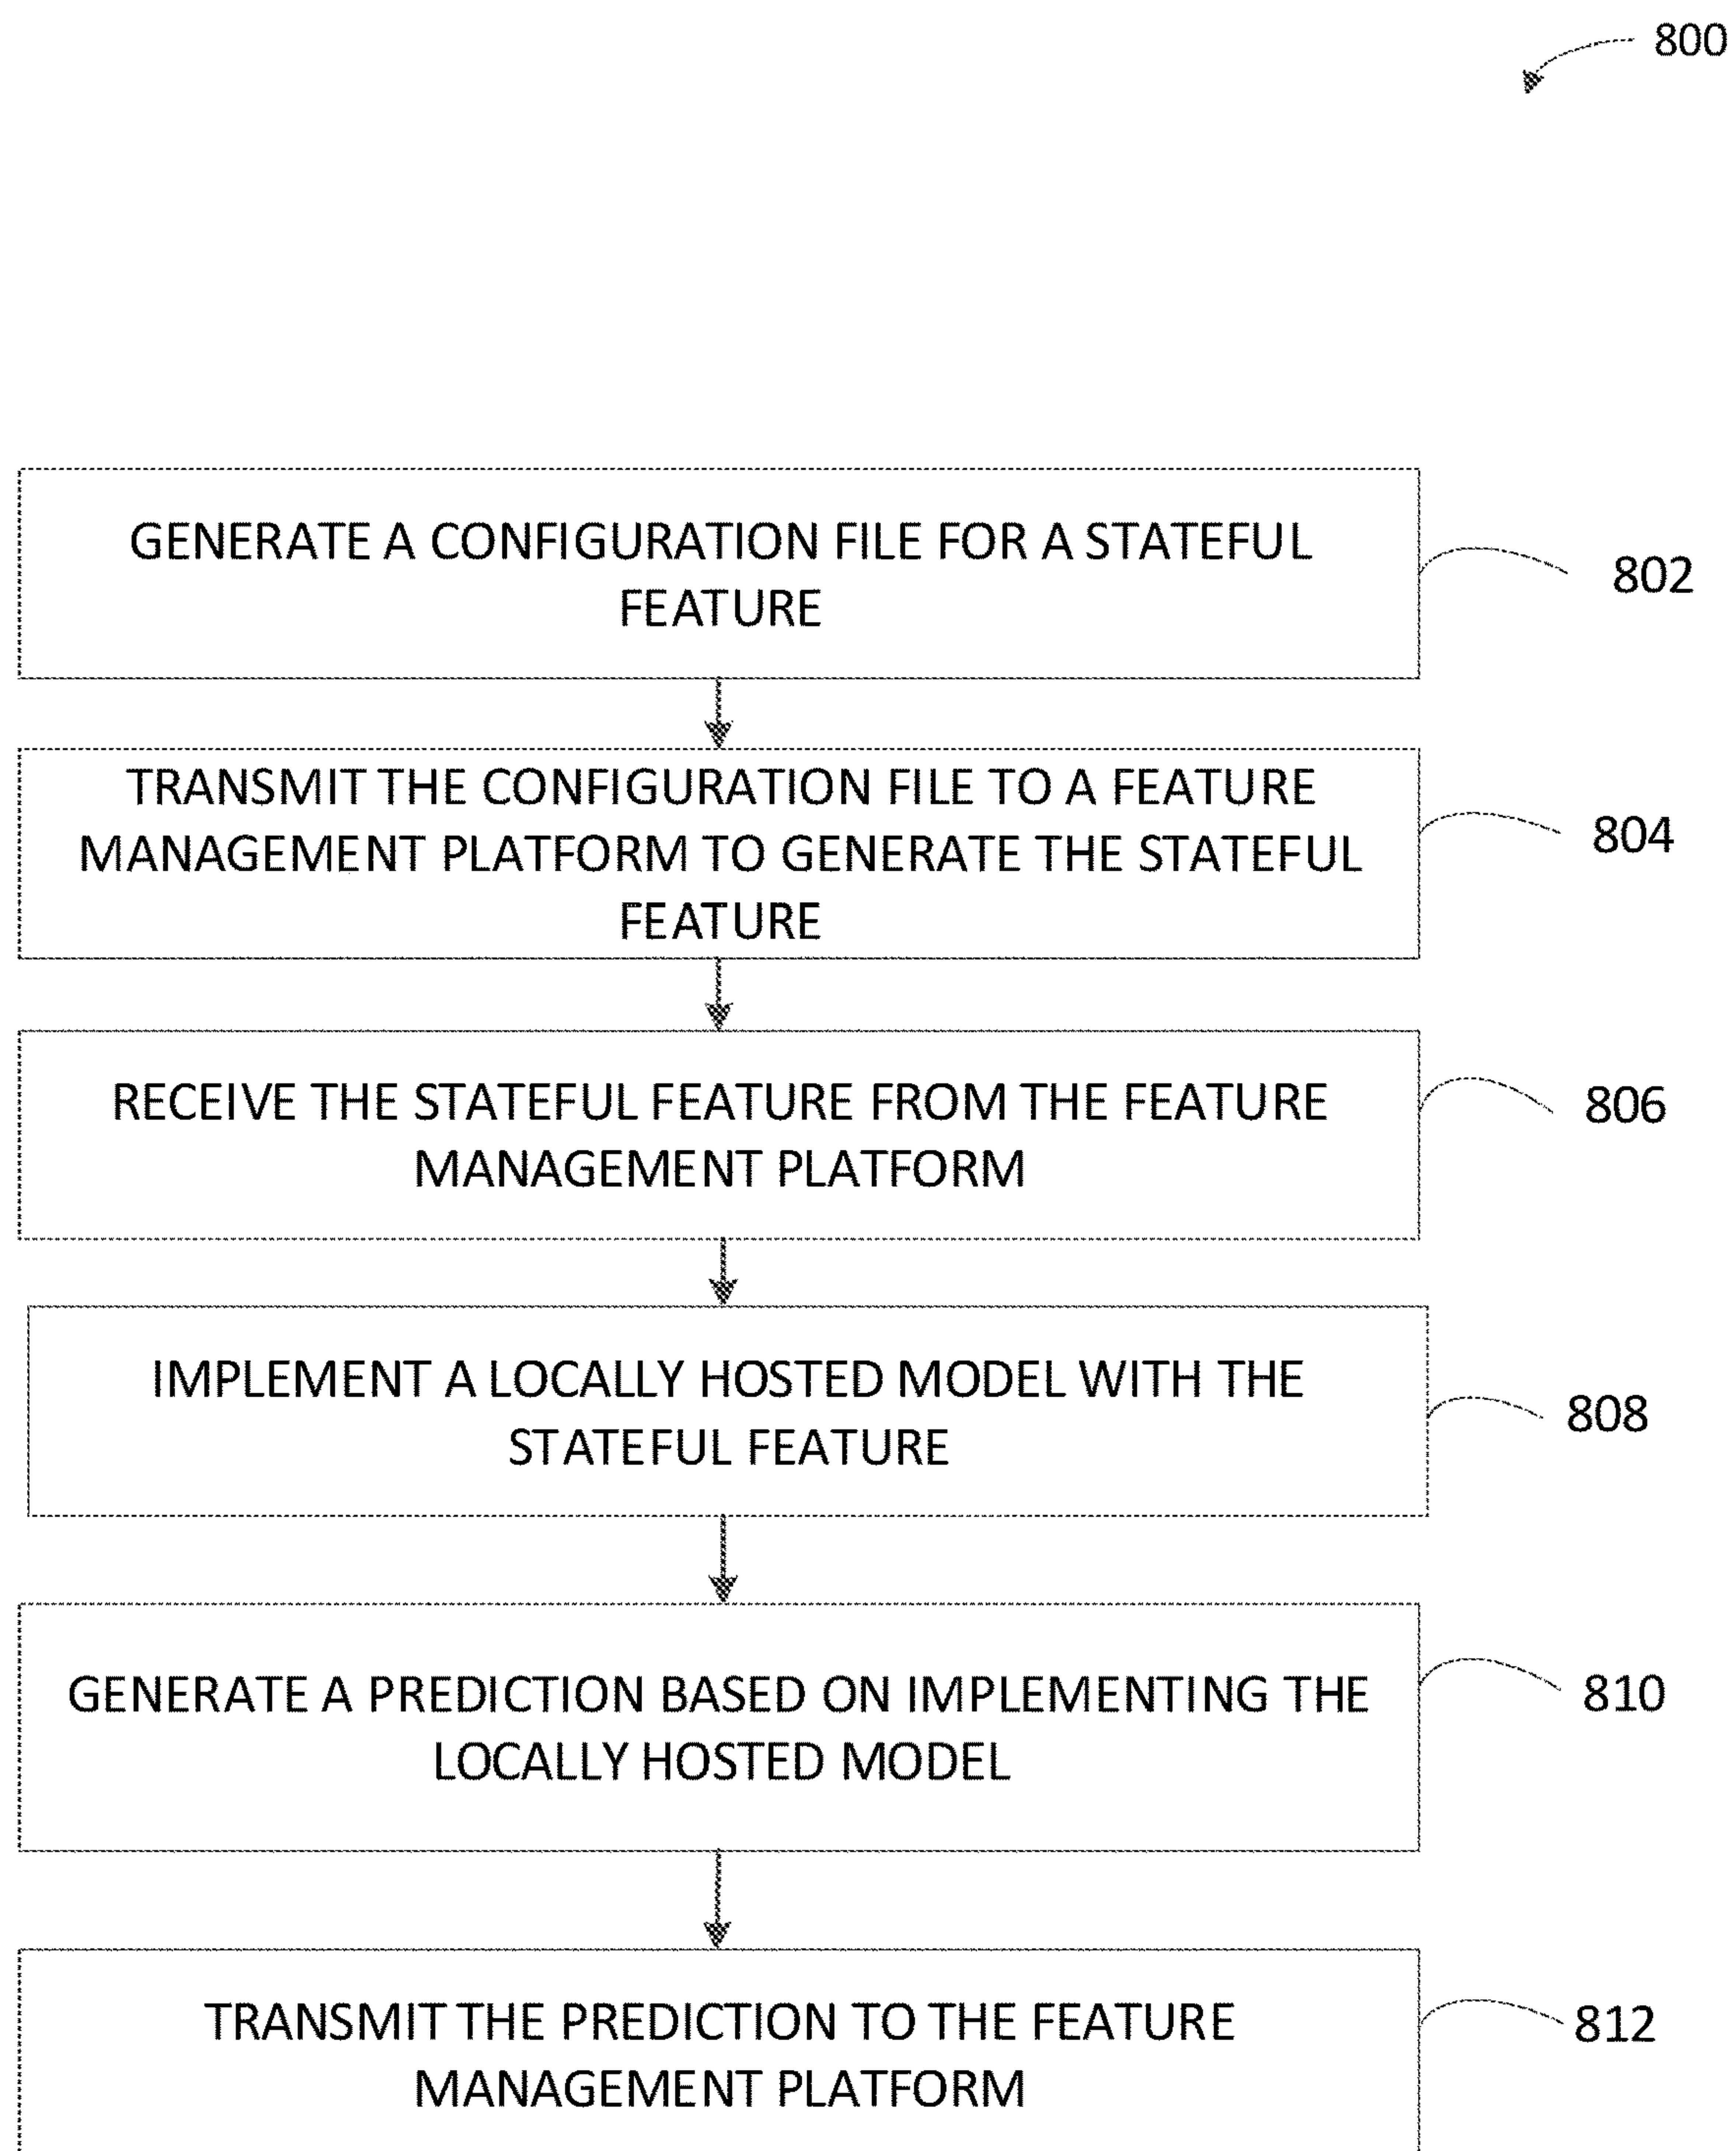 800
GENERATE A CONFIGURATION FILE FOR A STATEFUL
FEATURE
802
TRANSMIT THE CONFIGURATION FILE TO A FEATURE
MANAGEMENT PLATFORM TO GENERATE THE STATEFUL
FEATURE
804
RECEIVE THE STATEFUL FEATURE FROM THE FEATURE
MANAGEMENT PLATFORM
806
IMPLEMENT A LOCALLY HOSTED MODEL WITH THE
STATEFUL FEATURE
808
GENERATE A PREDICTION BASED ON IMPLEMENTING THE
LOCALLY HOSTED MODEL
810
TRANSMIT THE PREDICTION TO THE FEATURE
MANAGEMENT PLATFORM
812